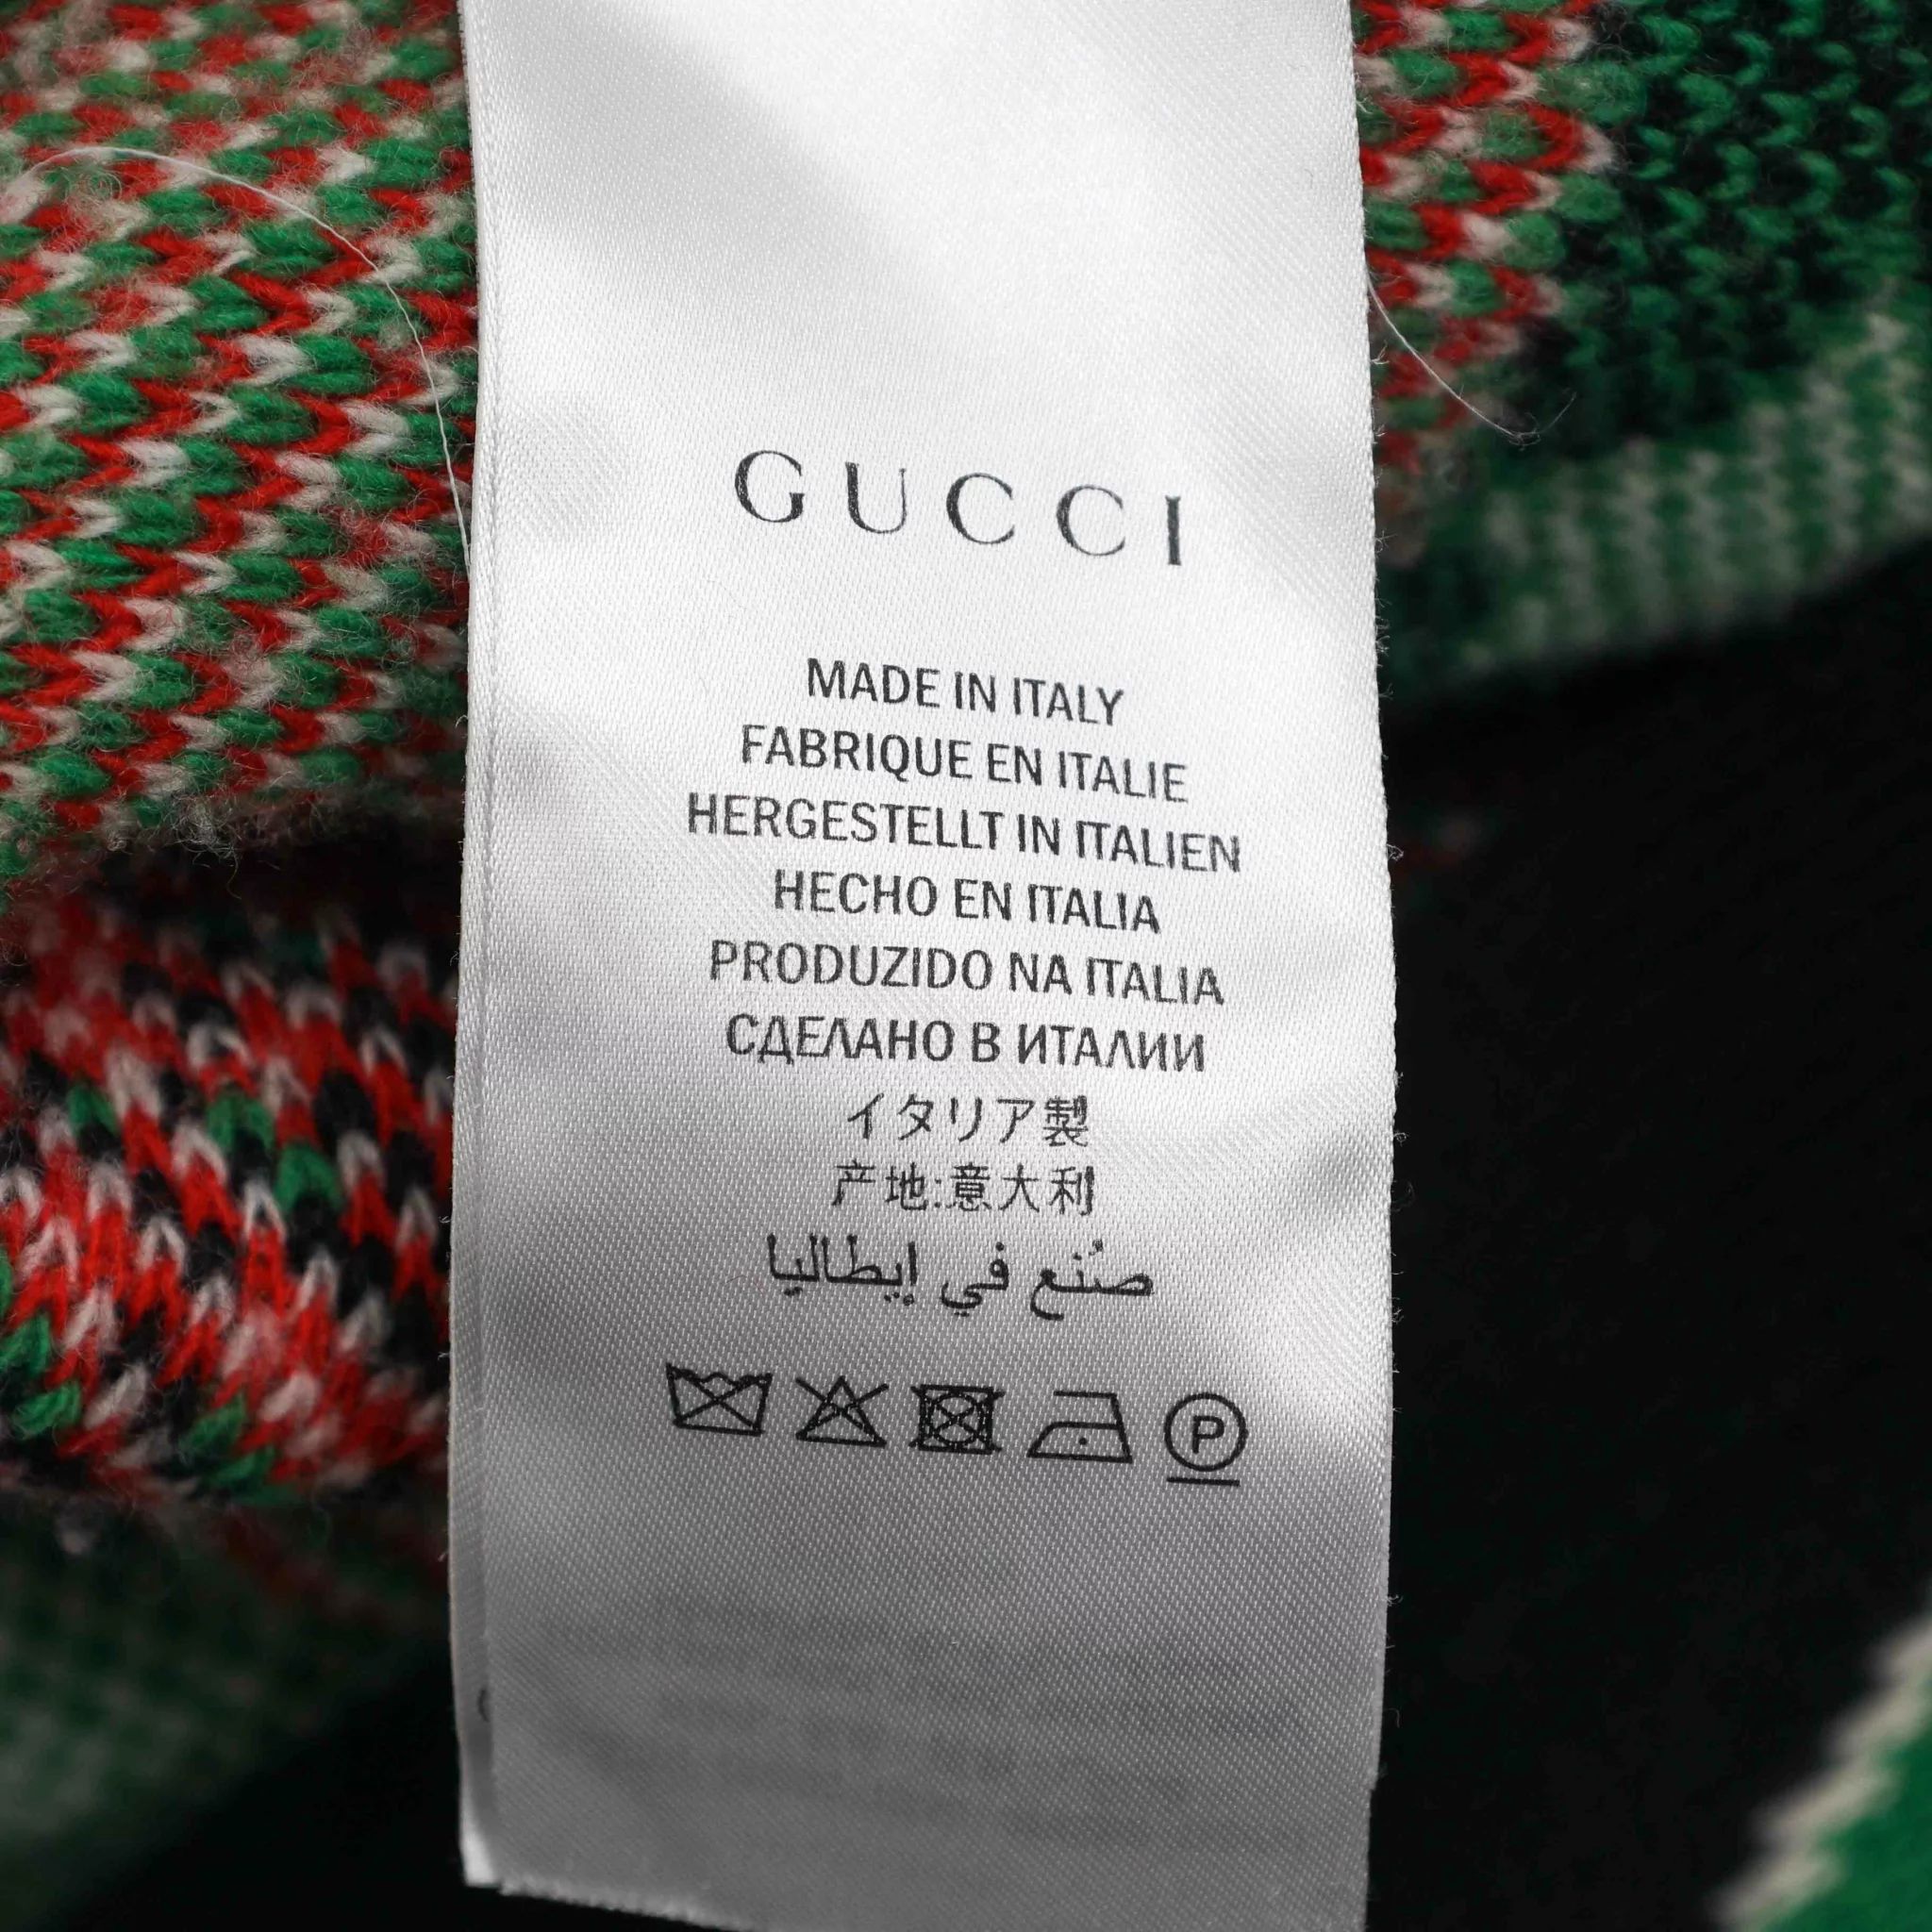 GUCCI
MADE IN ITALY
FABRIQUE EN ITALIE
HERGESTELLT IN ITALIEN
HECHO EN ITALIA
PRODUZIDO NA ITALIA
СДЕЛАНО В ИТАЛИИ
イタリア製
产地:意大利
صُنع في إيطاليا
P